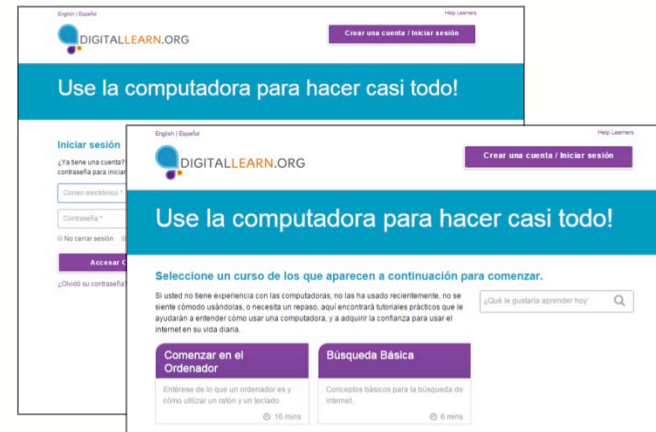 English | Español
Help Learners
DIGITALLEARN.ORG
Crear una cuenta / Iniciar sesión
Use la computadora para hacer casi todo!
Iniciar sesión
¿Ya tiene una cuenta?
contraseña para iniciar
Correo electrónico *
Contraseña *
No cerrar sesión
Accesar
¿Olvidó su contraseña
English | Español
Help Learners
DIGITALLEARN.ORG
Crear una cuenta / Iniciar sesión
Use la computadora para hacer casi todo!
Seleccione un curso de los que aparecen a continuación para comenzar.
Si usted no tiene experiencia con las computadoras, no las ha usado recientemente, no se
siente cómodo usándolas, o necesita un repaso, aquí encontrará tutoriales prácticos que le
ayudarán a entender cómo usar una computadora, y a adquirir la confianza para usar el
internet en su vida diaria.
¿Qué le gustaría aprender hoy?
Comenzar en el
Ordenador
Entérese de lo que un ordenador es y
cómo utilizar un ratón y un teclado.
16 mins
Búsqueda Básica
Conceptos básicos para la búsqueda de
internet.
6 mins